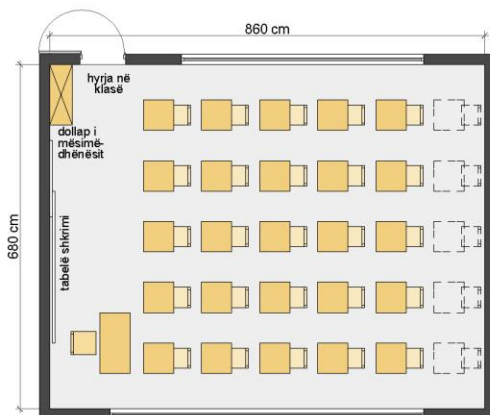 860 cm
hyrja në
klasë
dollap i
mësimë-
dhënësit
680 cm
tabelë shkrimi